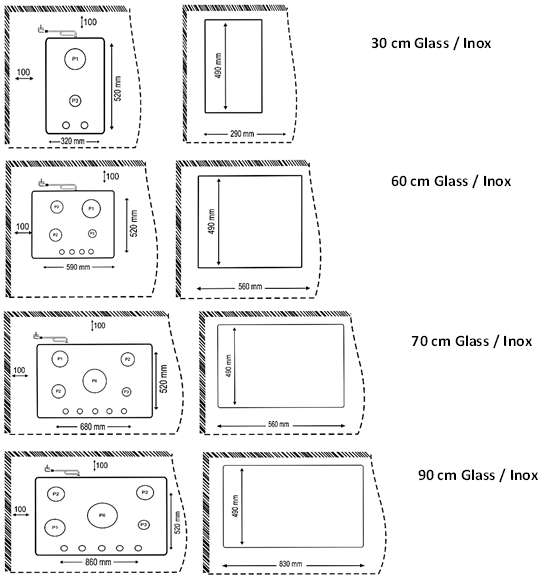 100
30 cm Glass / Inox
P1
100
P3
520 mm
490 mm
320 mm
290 mm
100
60 cm Glass / Inox
P2
P1
100
P2
P3
520 mm
490 mm
590 mm
560 mm
100
70 cm Glass / Inox
P1
P2
100
P6
P2
P3
520 mm
490 mm
680 mm
560 mm
100
90 cm Glass / Inox
P2
P2
100
P6
P1
P3
520 mm
490 mm
860 mm
830 mm